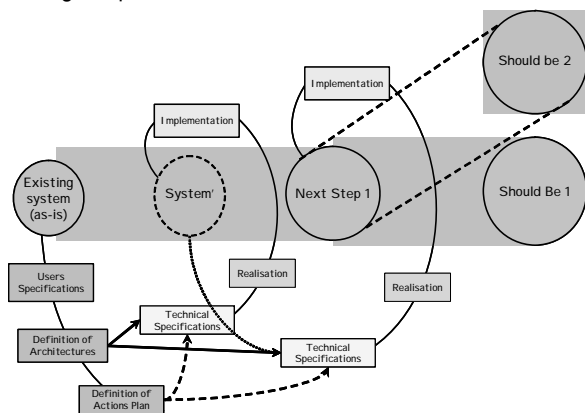 Should be 2
Implementation
Implementation
Existing
system
(as-is)
System'
Next Step 1
Should Be 1
Users
Specifications
Realisation
Realisation
Technical
Specifications
Definition of
Architectures
Technical
Specifications
Definition of
Actions Plan